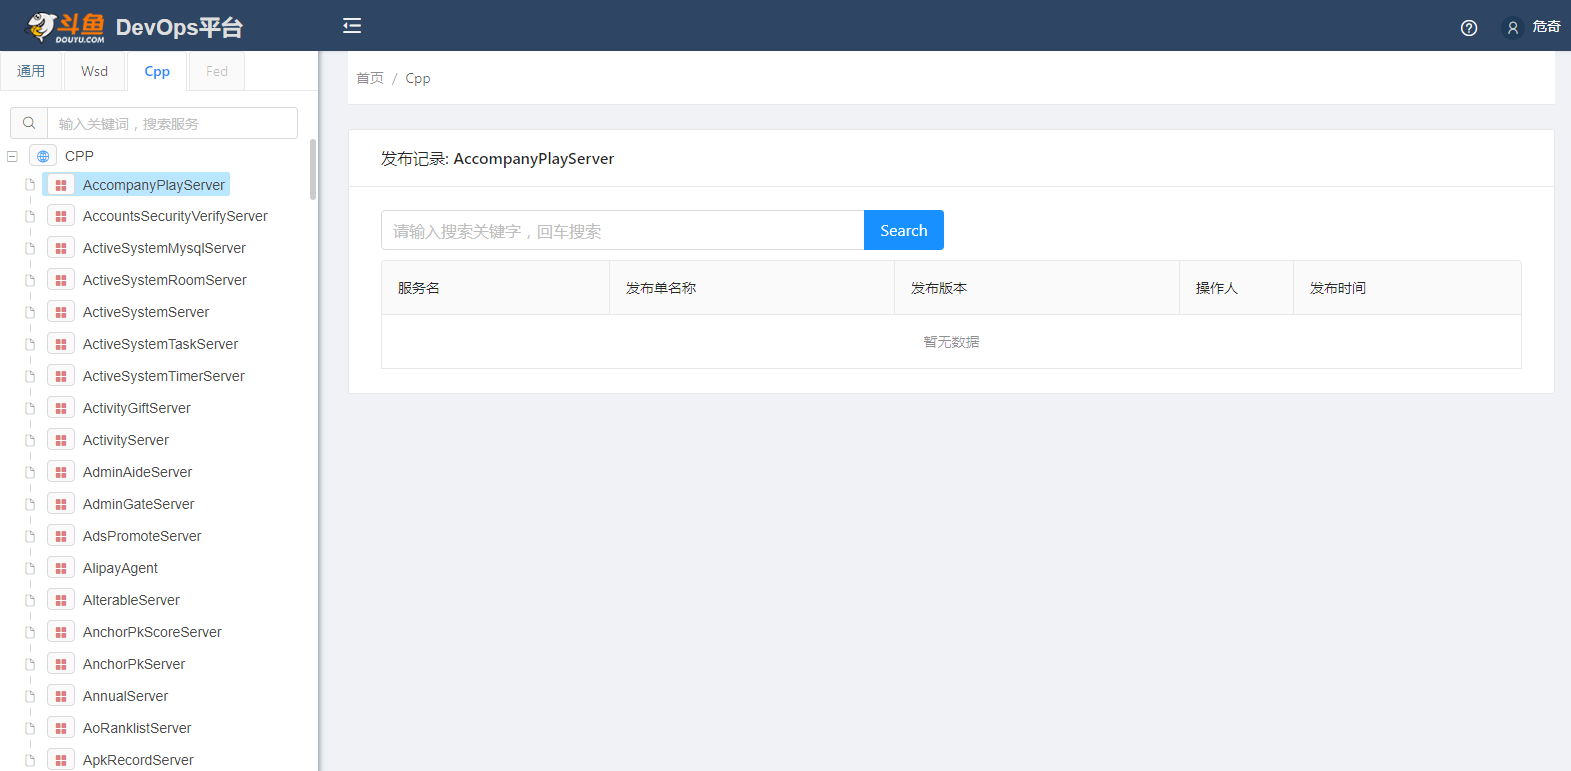 斗鱼
DOUYU.COM
DevOps平台
危奇
通用 Wsd Cpp Fed
输入关键词，搜索服务
CPP
AccompanyPlayServer
AccountsSecurityVerifyServer
ActiveSystemMysqlServer
ActiveSystemRoomServer
ActiveSystemServer
ActiveSystemTaskServer
ActiveSystemTimerServer
ActivityGiftServer
ActivityServer
AdminAideServer
AdminGateServer
AdsPromoteServer
AlipayAgent
AlterableServer
AnchorPkScoreServer
AnchorPkServer
AnnualServer
AoRanklistServer
ApkRecordServer
首页 / Cpp
发布记录: AccompanyPlayServer
请输入搜索关键字，回车搜索 Search
服务名 发布单名称 发布版本 操作人 发布时间
暂无数据